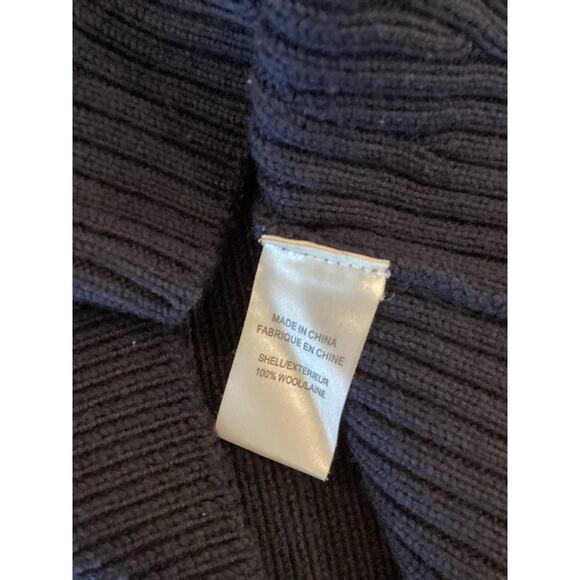 MADE IN CHINA
FABRIQUE EN CHINE
SHELL/EXTERIEUR
100% WOOL/LAINE